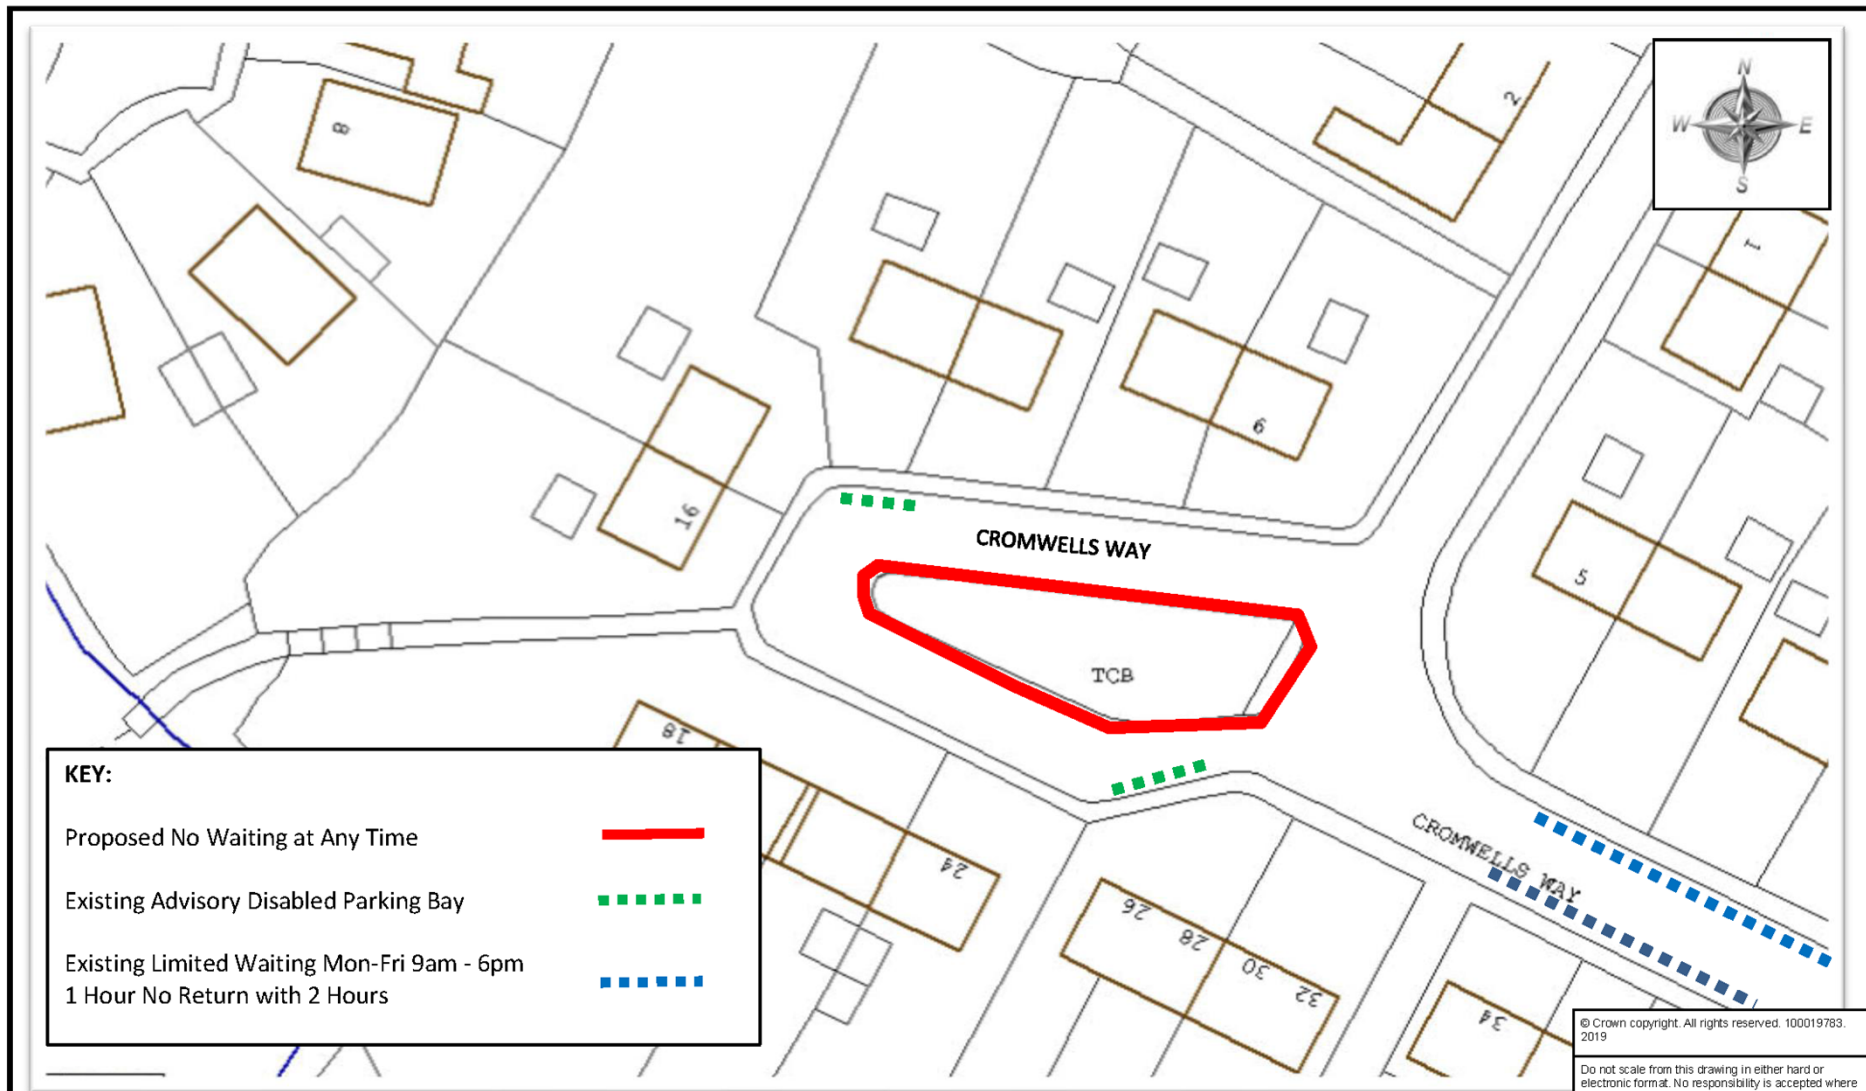 N
W E
S
8
2
1
6
16
5
CROMWELLS WAY
TCB
18
24
26
28
30
32
34
CROMWELLS WAY
KEY:
Proposed No Waiting at Any Time
Existing Advisory Disabled Parking Bay
Existing Limited Waiting Mon-Fri 9am - 6pm
1 Hour No Return with 2 Hours
© Crown copyright. All rights reserved. 100019783.
2019
Do not scale from this drawing in either hard or
electronic format. No responsibility is accepted where